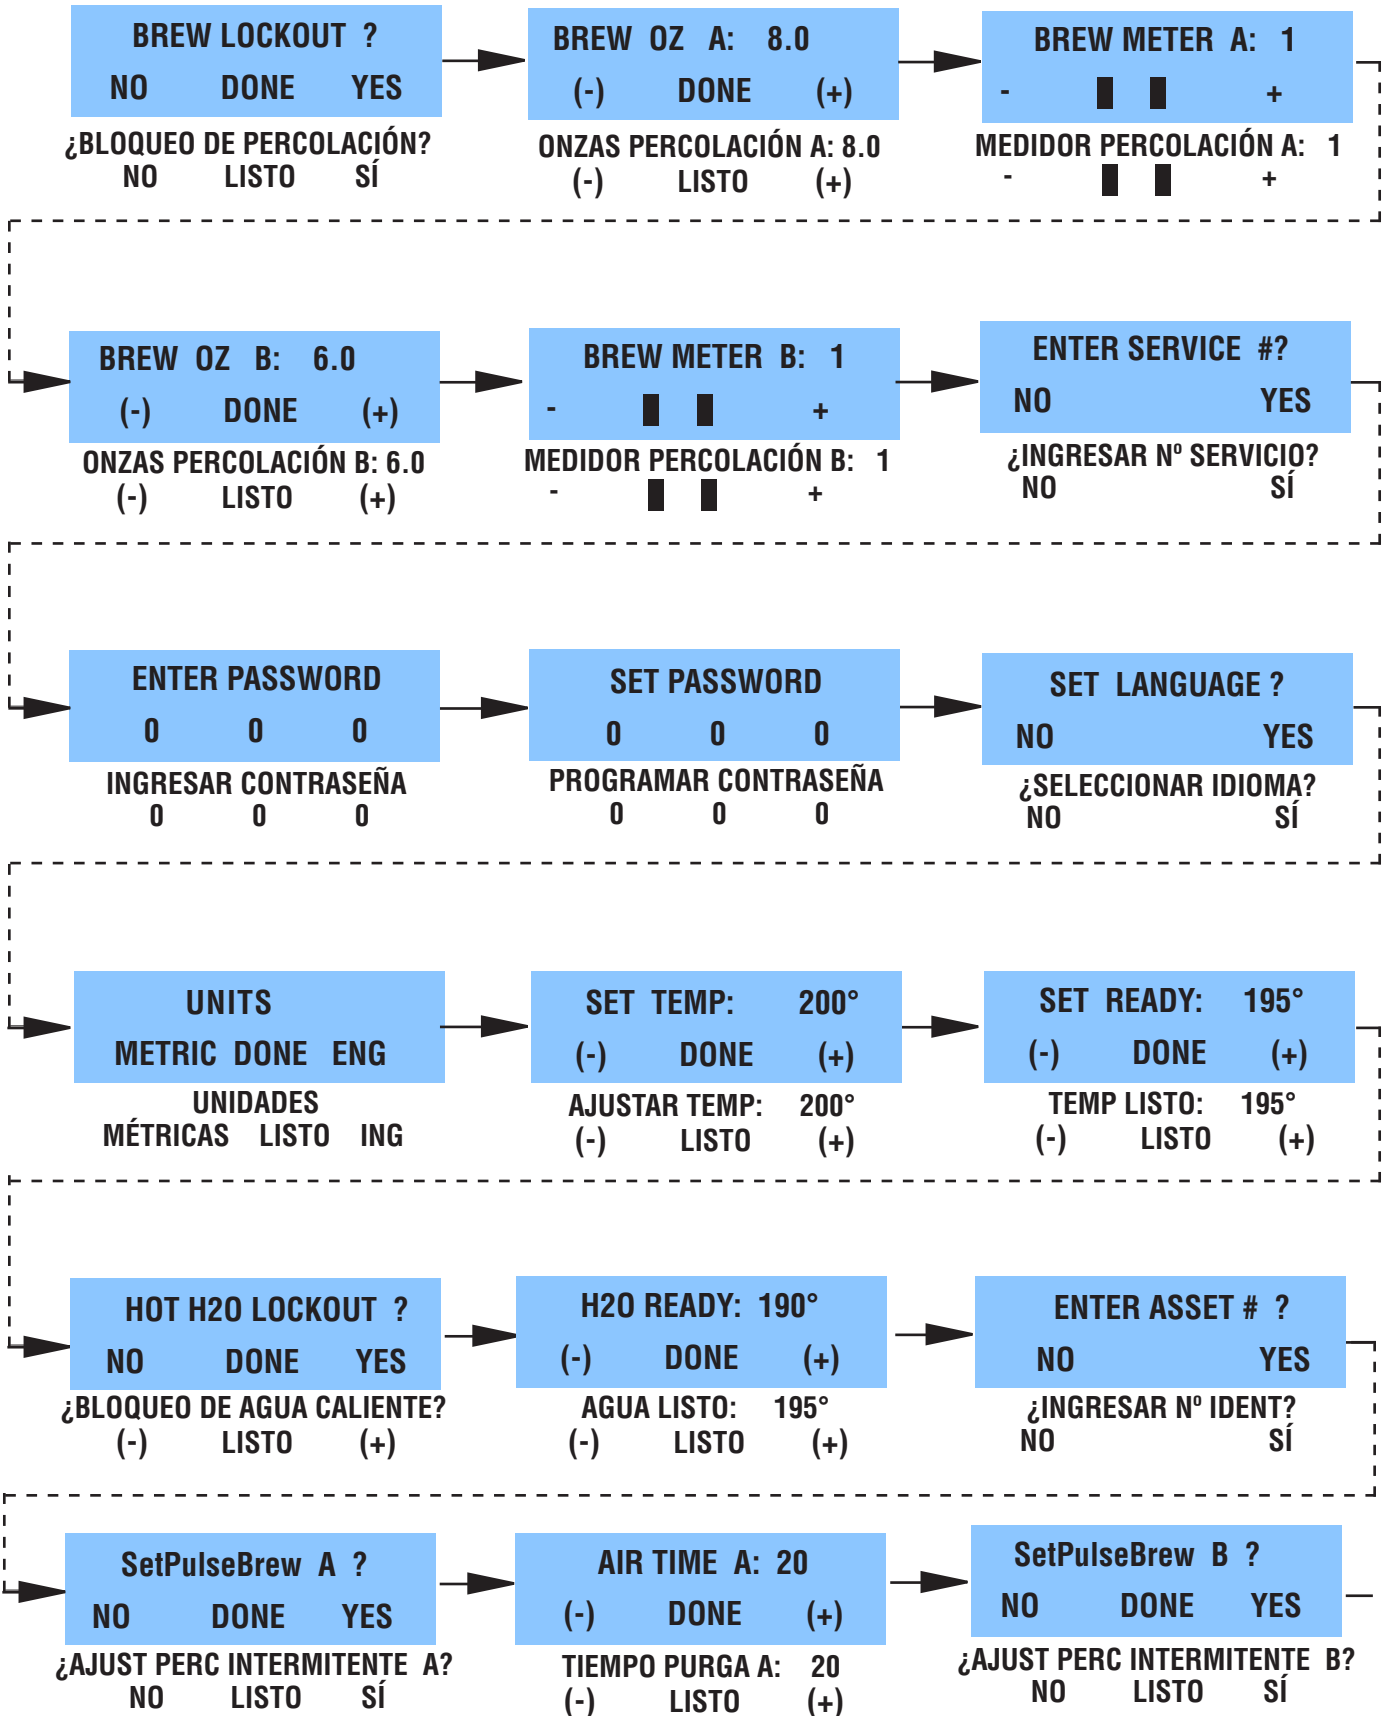 BREW LOCKOUT ?
NO DONE YES
¿BLOQUEO DE PERCOLACIÓN?
NO LISTO SÍ
BREW OZ A: 8.0
(-) DONE (+)
ONZAS PERCOLACIÓN A: 8.0
(-) LISTO (+)
BREW METER A: 1
- +
MEDIDOR PERCOLACIÓN A: 1
- +
BREW OZ B: 6.0
(-) DONE (+)
ONZAS PERCOLACIÓN B: 6.0
(-) LISTO (+)
BREW METER B: 1
- +
MEDIDOR PERCOLACIÓN B: 1
- +
ENTER SERVICE #?
NO YES
¿INGRESAR Nº SERVICIO?
NO SÍ
ENTER PASSWORD
0 0 0
INGRESAR CONTRASEÑA
0 0 0
SET PASSWORD
0 0 0
PROGRAMAR CONTRASEÑA
0 0 0
SET LANGUAGE ?
NO YES
¿SELECCIONAR IDIOMA?
NO SÍ
UNITS
METRIC DONE ENG
UNIDADES
MÉTRICAS LISTO ING
SET TEMP: 200°
(-) DONE (+)
AJUSTAR TEMP: 200°
(-) LISTO (+)
SET READY: 195°
(-) DONE (+)
TEMP LISTO: 195°
(-) LISTO (+)
HOT H2O LOCKOUT ?
NO DONE YES
¿BLOQUEO DE AGUA CALIENTE?
(-) LISTO (+)
H2O READY: 190°
(-) DONE (+)
AGUA LISTO: 195°
(-) LISTO (+)
ENTER ASSET # ?
NO YES
¿INGRESAR Nº IDENT?
NO SÍ
SetPulseBrew A ?
NO DONE YES
¿AJUST PERC INTERMITENTE A?
NO LISTO SÍ
AIR TIME A: 20
(-) DONE (+)
TIEMPO PURGA A: 20
(-) LISTO (+)
SetPulseBrew B ?
NO DONE YES
¿AJUST PERC INTERMITENTE B?
NO LISTO SÍ